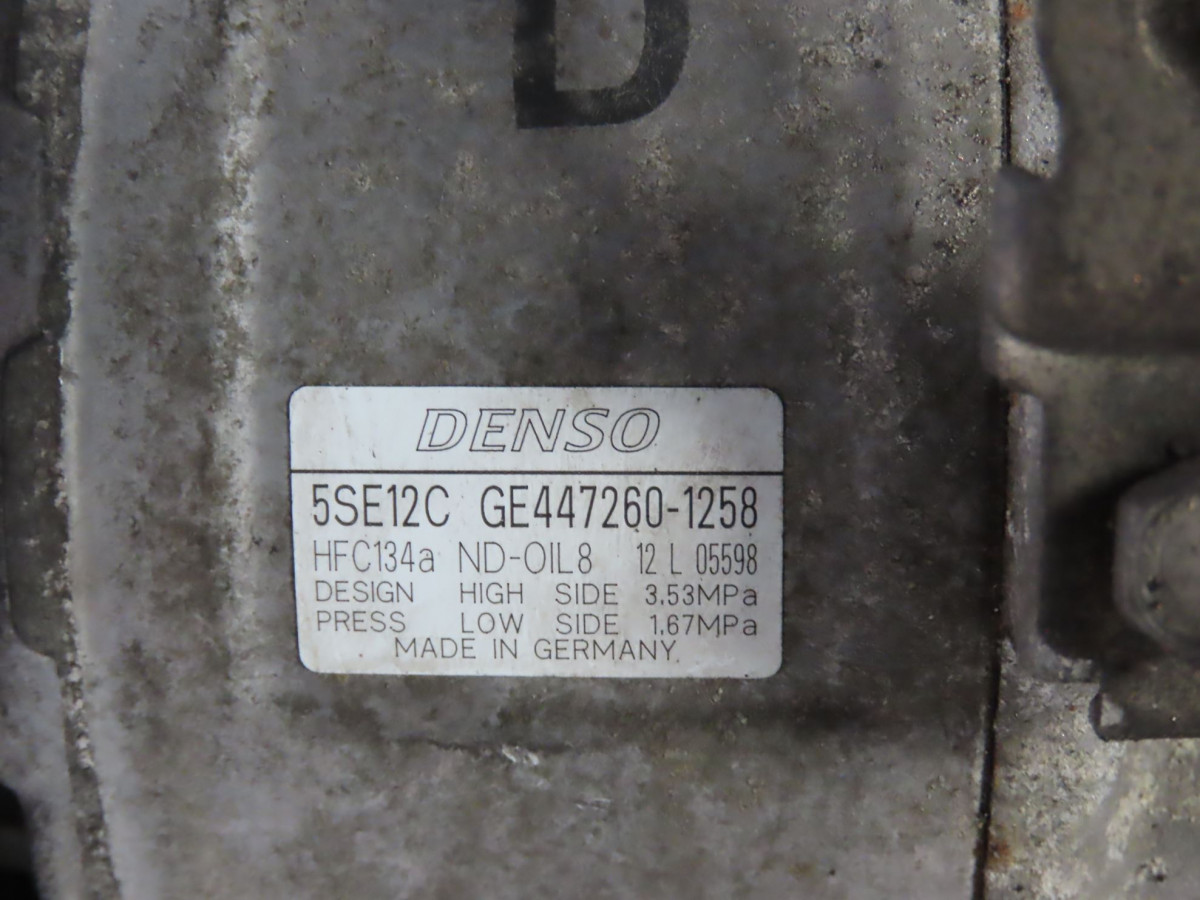 D
DENSO
5SE12C GE447260-1258
HFC134a ND-OIL8 12 L 05598
DESIGN HIGH SIDE 3.53MPa
PRESS LOW SIDE 1.67MPa
MADE IN GERMANY